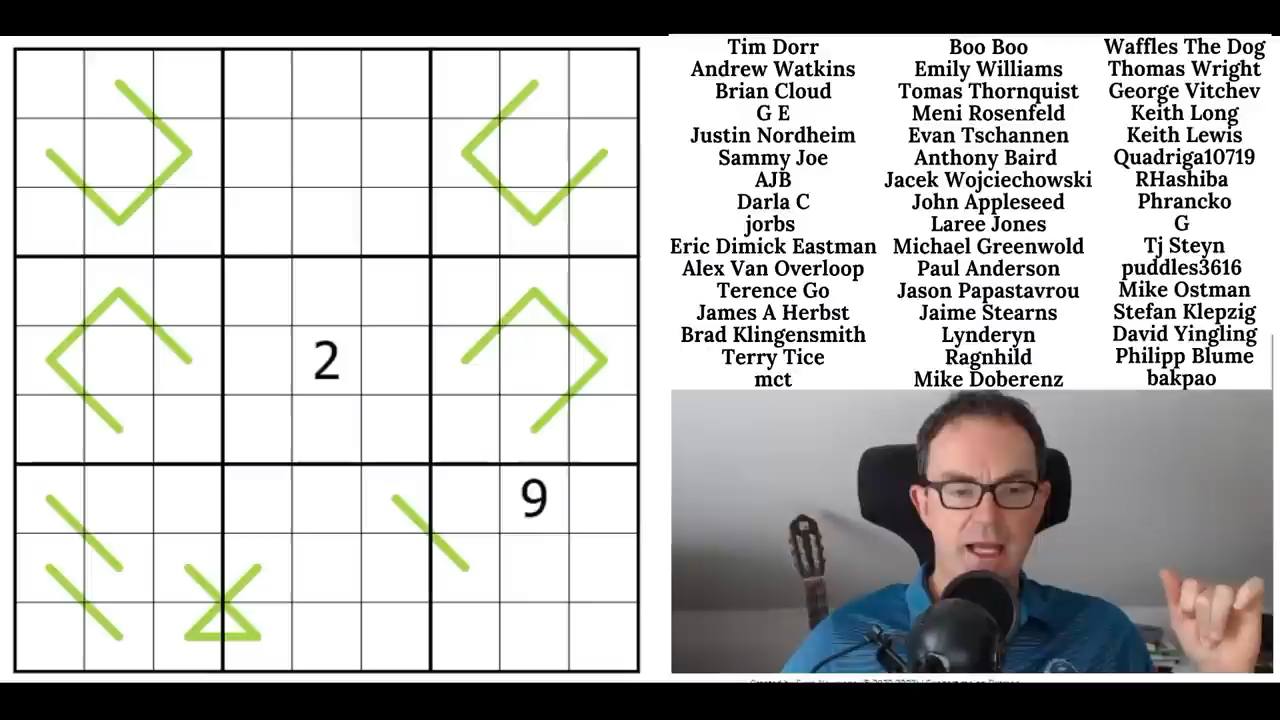 Tim Dorr
Andrew Watkins
Brian Cloud
G E
Justin Nordheim
Sammy Joe
AJB
Darla C
jorbs
Eric Dimick Eastman
Alex Van Overloop
Terence Go
James A Herbst
Brad Klingensmith
Terry Tice
mct
Boo Boo
Emily Williams
Tomas Thornquist
Meni Rosenfeld
Evan Tschannen
Anthony Baird
Jacek Wojciechowski
John Appleseed
Laree Jones
Michael Greenwold
Paul Anderson
Jason Papastavrou
Jaime Stearns
Lynderyn
Ragnhild
Mike Doberenz
Waffles The Dog
Thomas Wright
George Vitchev
Keith Long
Keith Lewis
Quadriga10719
RHashiba
Phrancko
G
Tj Steyn
puddles3616
Mike Ostman
Stefan Klepzig
David Yingling
Philipp Blume
bakpao
2
9